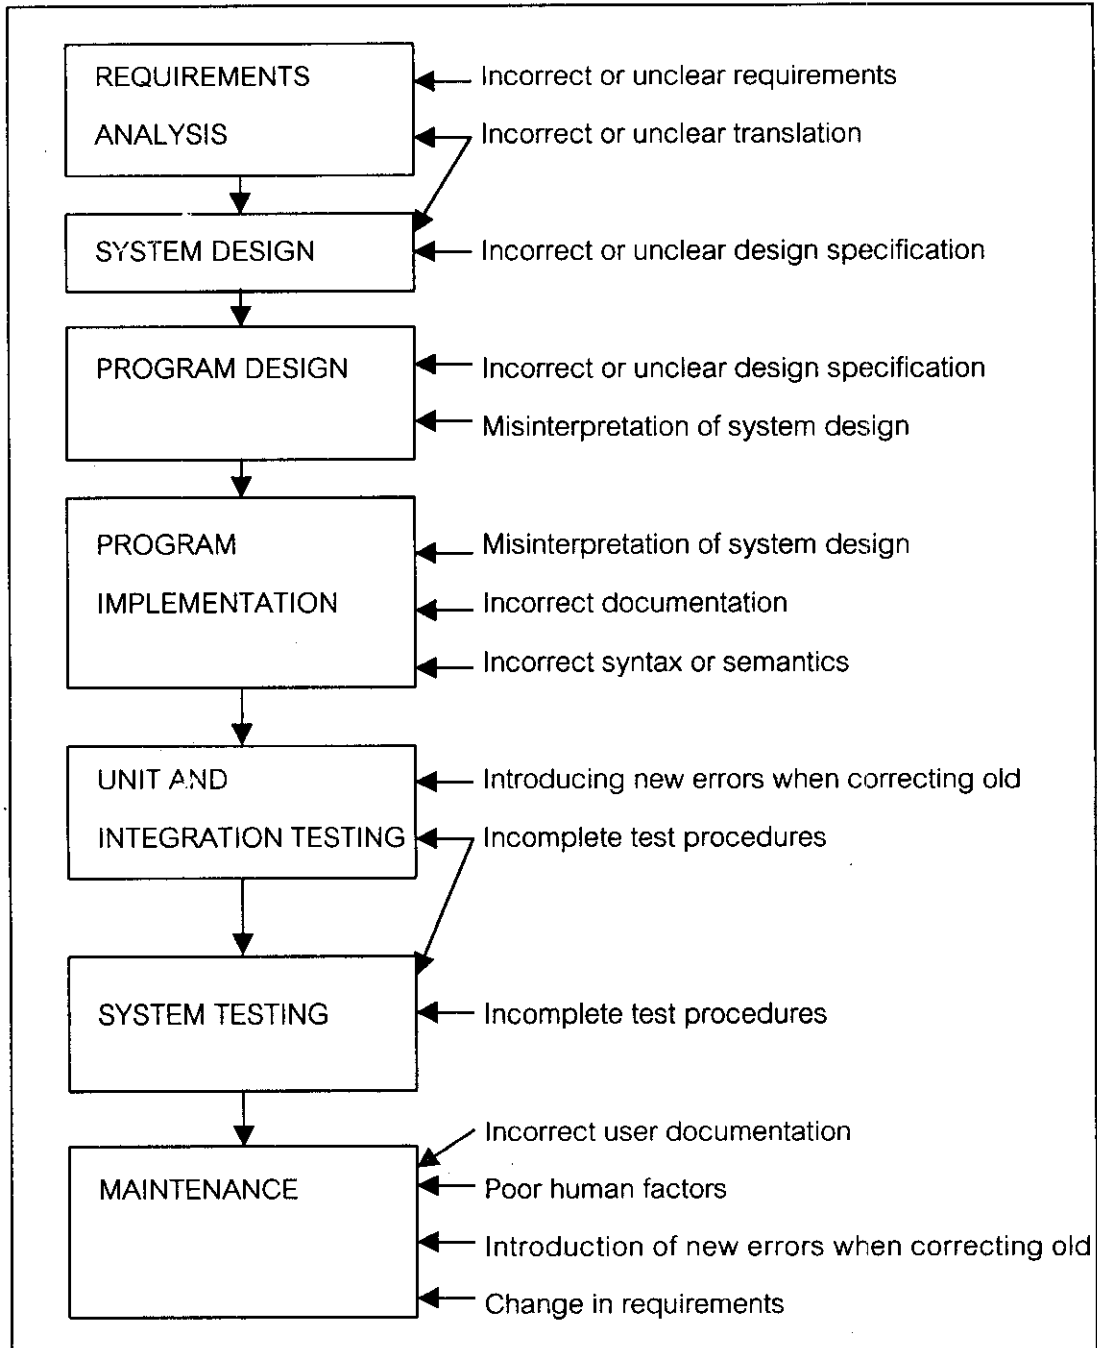 REQUIREMENTS
Incorrect or unclear requirements
ANALYSIS
Incorrect or unclear translation
SYSTEM DESIGN
Incorrect or unclear design specification
PROGRAM DESIGN
Incorrect or unclear design specification
Misinterpretation of system design
PROGRAM
Misinterpretation of system design
IMPLEMENTATION
Incorrect documentation
Incorrect syntax or semantics
UNIT AND
Introducing new errors when correcting old
INTEGRATION TESTING
Incomplete test procedures
SYSTEM TESTING
Incomplete test procedures
Incorrect user documentation
MAINTENANCE
Poor human factors
Introduction of new errors when correcting old
Change in requirements